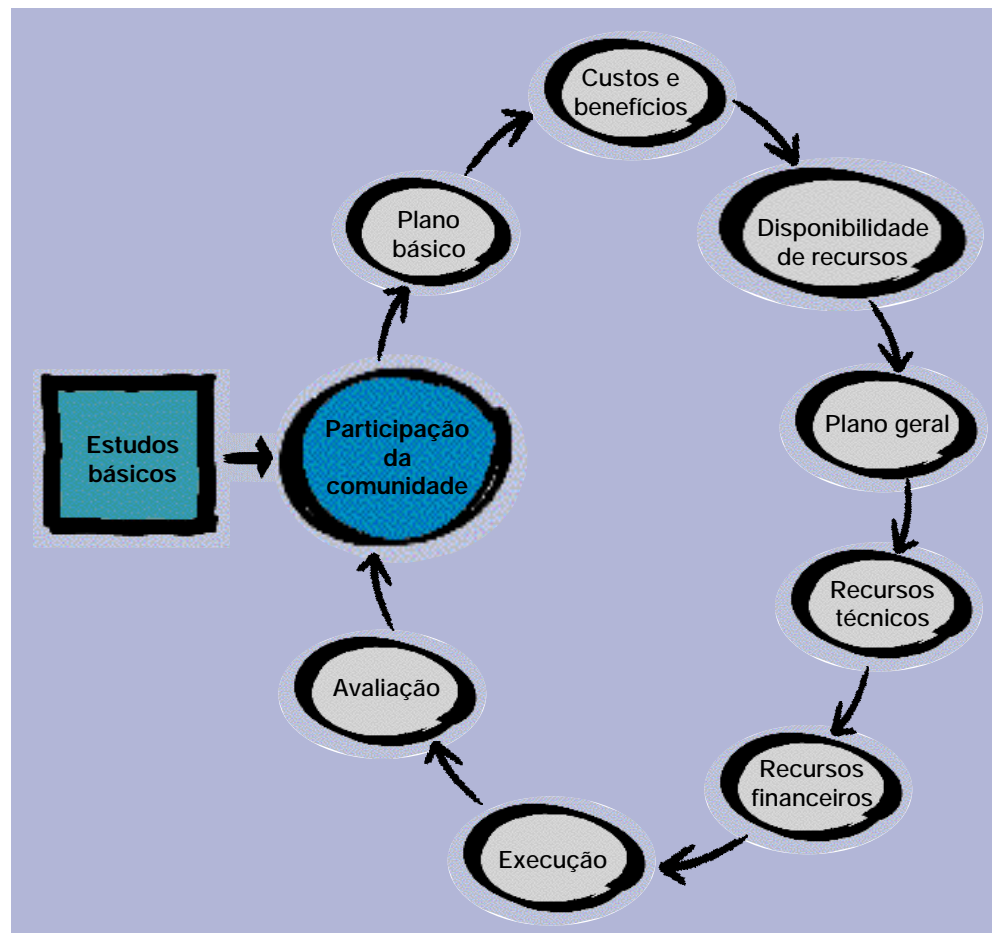 Estudos
básicos
Participação
da
comunidade
Plano
básico
Custos e
benefícios
Disponibilidade
de recursos
Plano geral
Recursos
técnicos
Recursos
financeiros
Execução
Avaliação